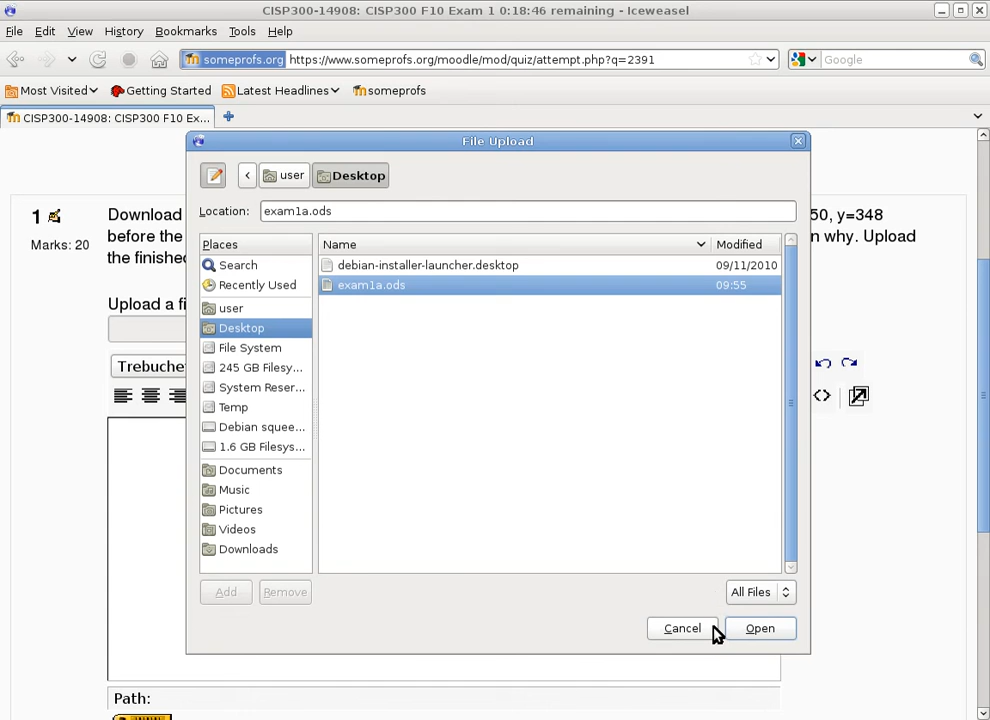 CISP300-14908: CISP300 F10 Exam 1 0:18:46 remaining - Iceweasel
File Edit View History Bookmarks Tools Help
someprofs.org https://www.someprofs.org/moodle/mod/quiz/attempt.php?q=2391 Google
Most Visited Getting Started Latest Headlines someprofs
CISP300-14908: CISP300 F10 Ex...
File Upload
user Desktop
Location: exam1a.ods
1 Download 50, y=348
Marks: 20 before the n why. Upload
the finished
Upload a fi
Trebuche
Places Name Modified
Search debian-installer-launcher.desktop 09/11/2010
Recently Used exam1a.ods 09:55
user
Desktop
File System
245 GB Filesy...
System Reser...
Temp
Debian squee...
1.6 GB Filesys...
Documents
Music
Pictures
Videos
Downloads
Add Remove All Files
Cancel Open
Path: